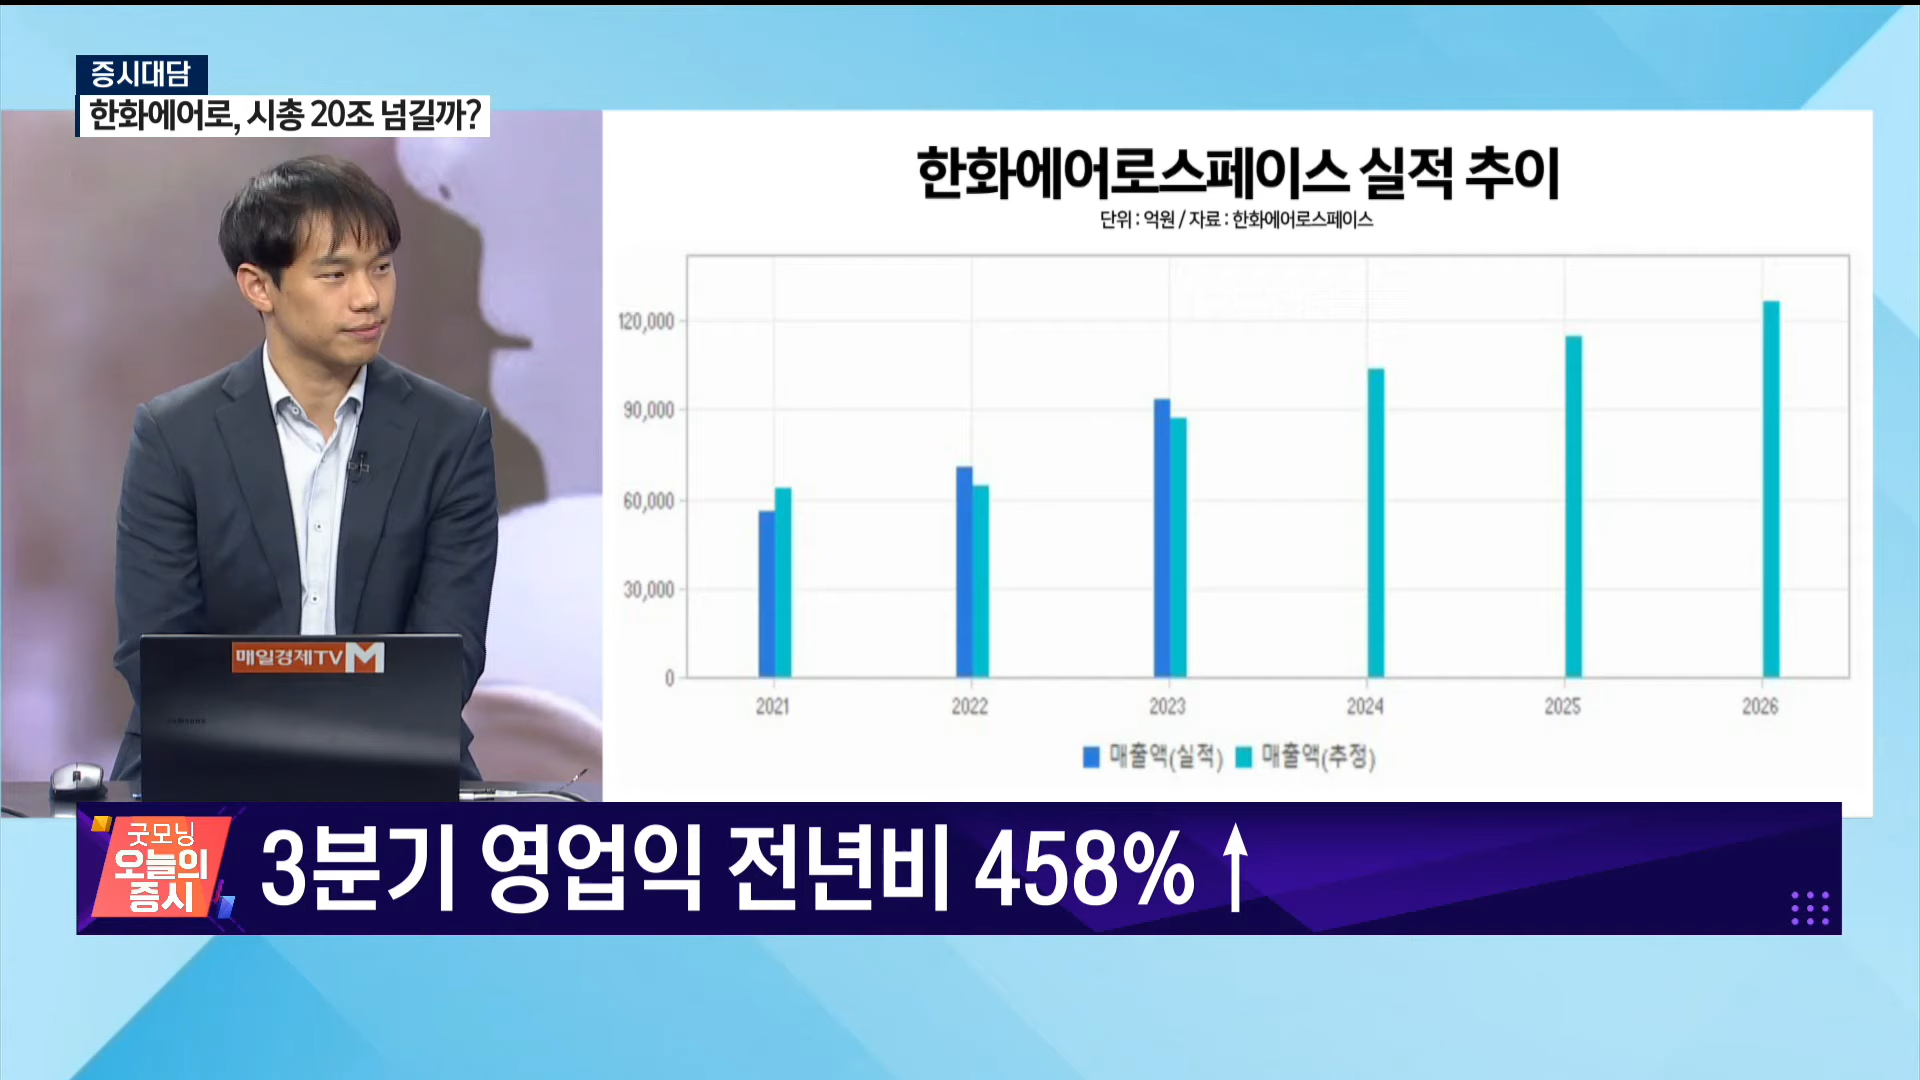 증시대담
한화에어로, 시총 20조 넘길까?
한화에어로스페이스 실적 추이
단위 : 억원 / 자료 : 한화에어로스페이스
120,000
90,000
60,000
30,000
0
2021 2022 2023 2024 2025 2026
매출액(실적) 매출액(추정)
매일경제TV M
SAMSUNG
굿모닝
오늘의
증시
3분기 영업익 전년비 458%↑